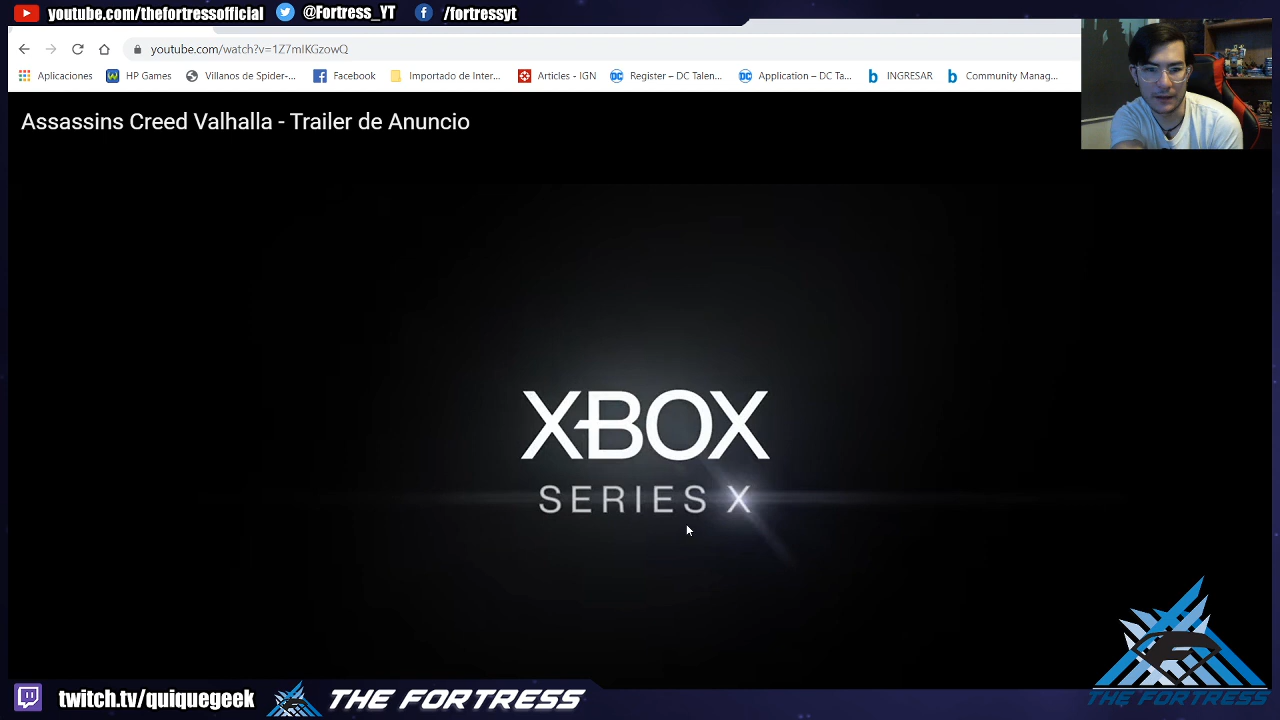 youtube.com/thefortressofficial @Fortress_YT /fortressyt
youtube.com/watch?v=1Z7mIKGzowQ
Aplicaciones HP Games Villanos de Spider-... Facebook Importado de Inter... Articles - IGN Register – DC Talen... Application – DC Ta... INGRESAR Community Manag...
Assassins Creed Valhalla - Trailer de Anuncio
XBOX
SERIES X
THE FORTRESS
twitch.tv/quiquegeek THE FORTRESS